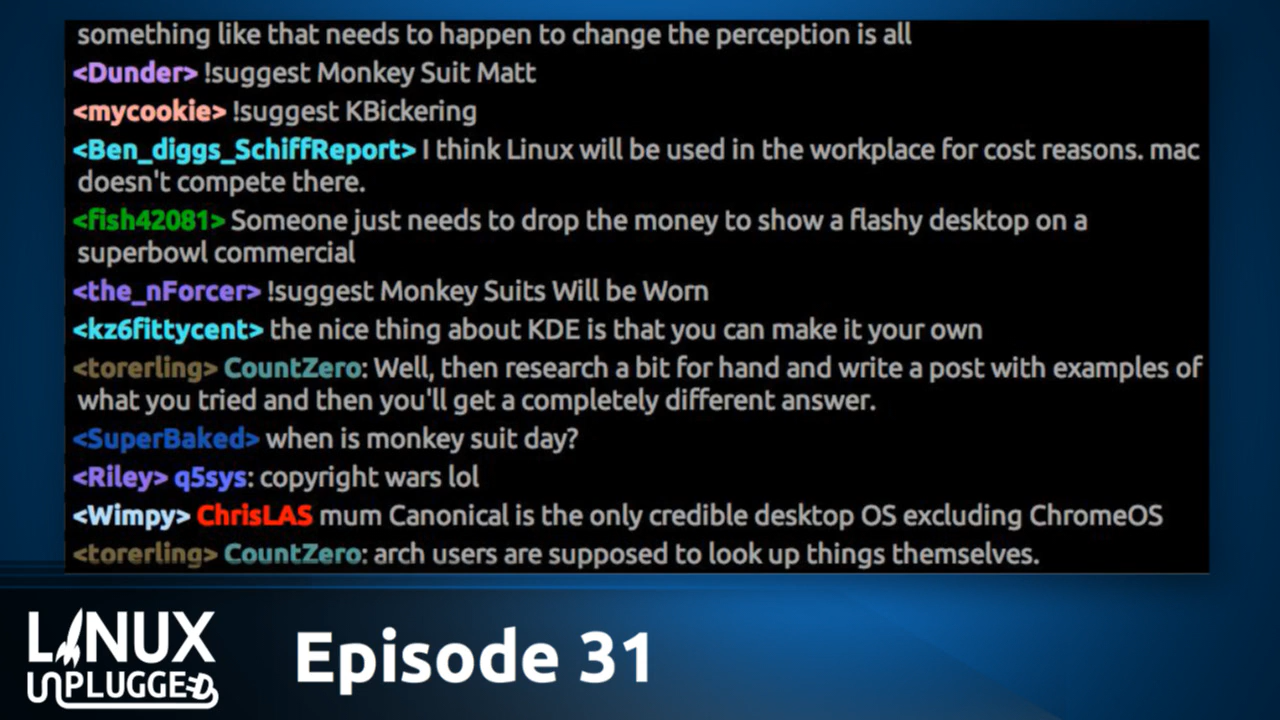 something like that needs to happen to change the perception is all
<Dunder> !suggest Monkey Suit Matt
<mycookie> !suggest KBickering
<Ben_diggs_SchiffReport> I think Linux will be used in the workplace for cost reasons. mac
doesn't compete there.
<fish42081> Someone just needs to drop the money to show a flashy desktop on a
superbowl commercial
<the_nForcer> !suggest Monkey Suits Will be Worn
<kz6fittycent> the nice thing about KDE is that you can make it your own
<torerling> CountZero: Well, then research a bit for hand and write a post with examples of
what you tried and then you'll get a completely different answer.
<SuperBaked> when is monkey suit day?
<Riley> q5sys: copyright wars lol
<Wimpy> ChrisLAS mum Canonical is the only credible desktop OS excluding ChromeOS
<torerling> CountZero: arch users are supposed to look up things themselves.
LINUX
UNPLUGGED
Episode 31